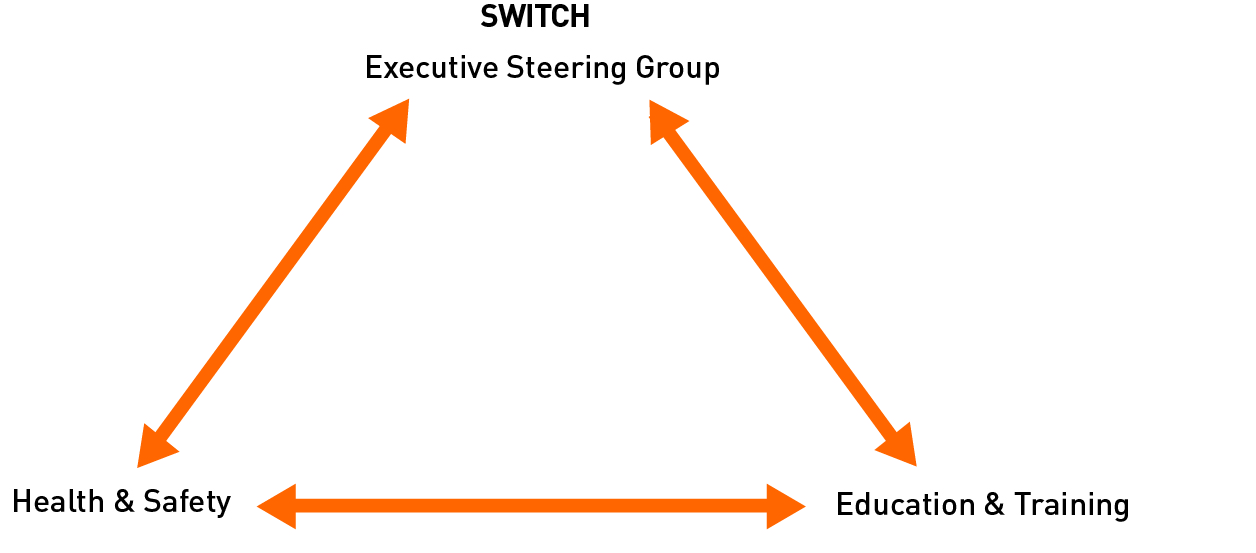 SWITCH
Executive Steering Group
Health & Safety
Education & Training